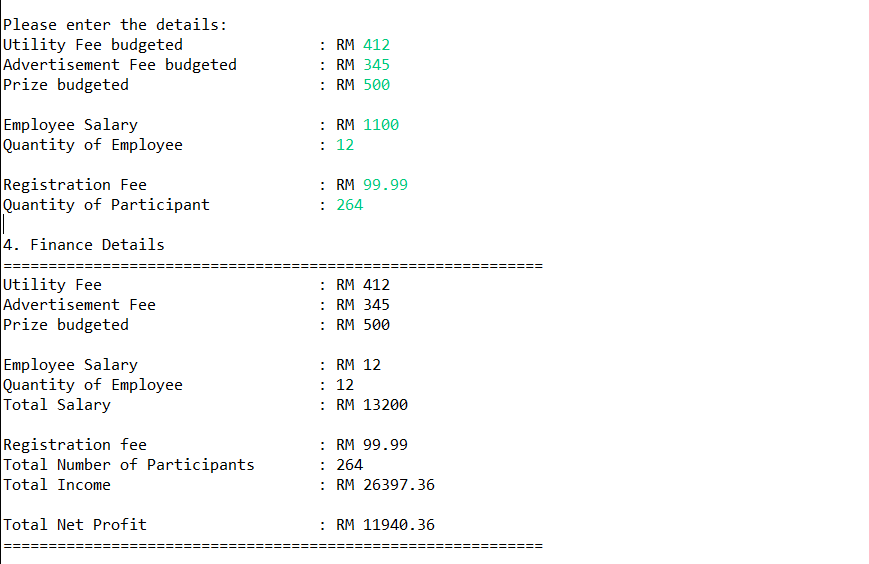 Please enter the details:
Utility Fee budgeted : RM 412
Advertisement Fee budgeted : RM 345
Prize budgeted : RM 500
Employee Salary : RM 1100
Quantity of Employee : 12
Registration Fee : RM 99.99
Quantity of Participant : 264
4. Finance Details
============================================================
Utility Fee : RM 412
Advertisement Fee : RM 345
Prize budgeted : RM 500
Employee Salary : RM 12
Quantity of Employee : 12
Total Salary : RM 13200
Registration fee : RM 99.99
Total Number of Participants : 264
Total Income : RM 26397.36
Total Net Profit : RM 11940.36
============================================================